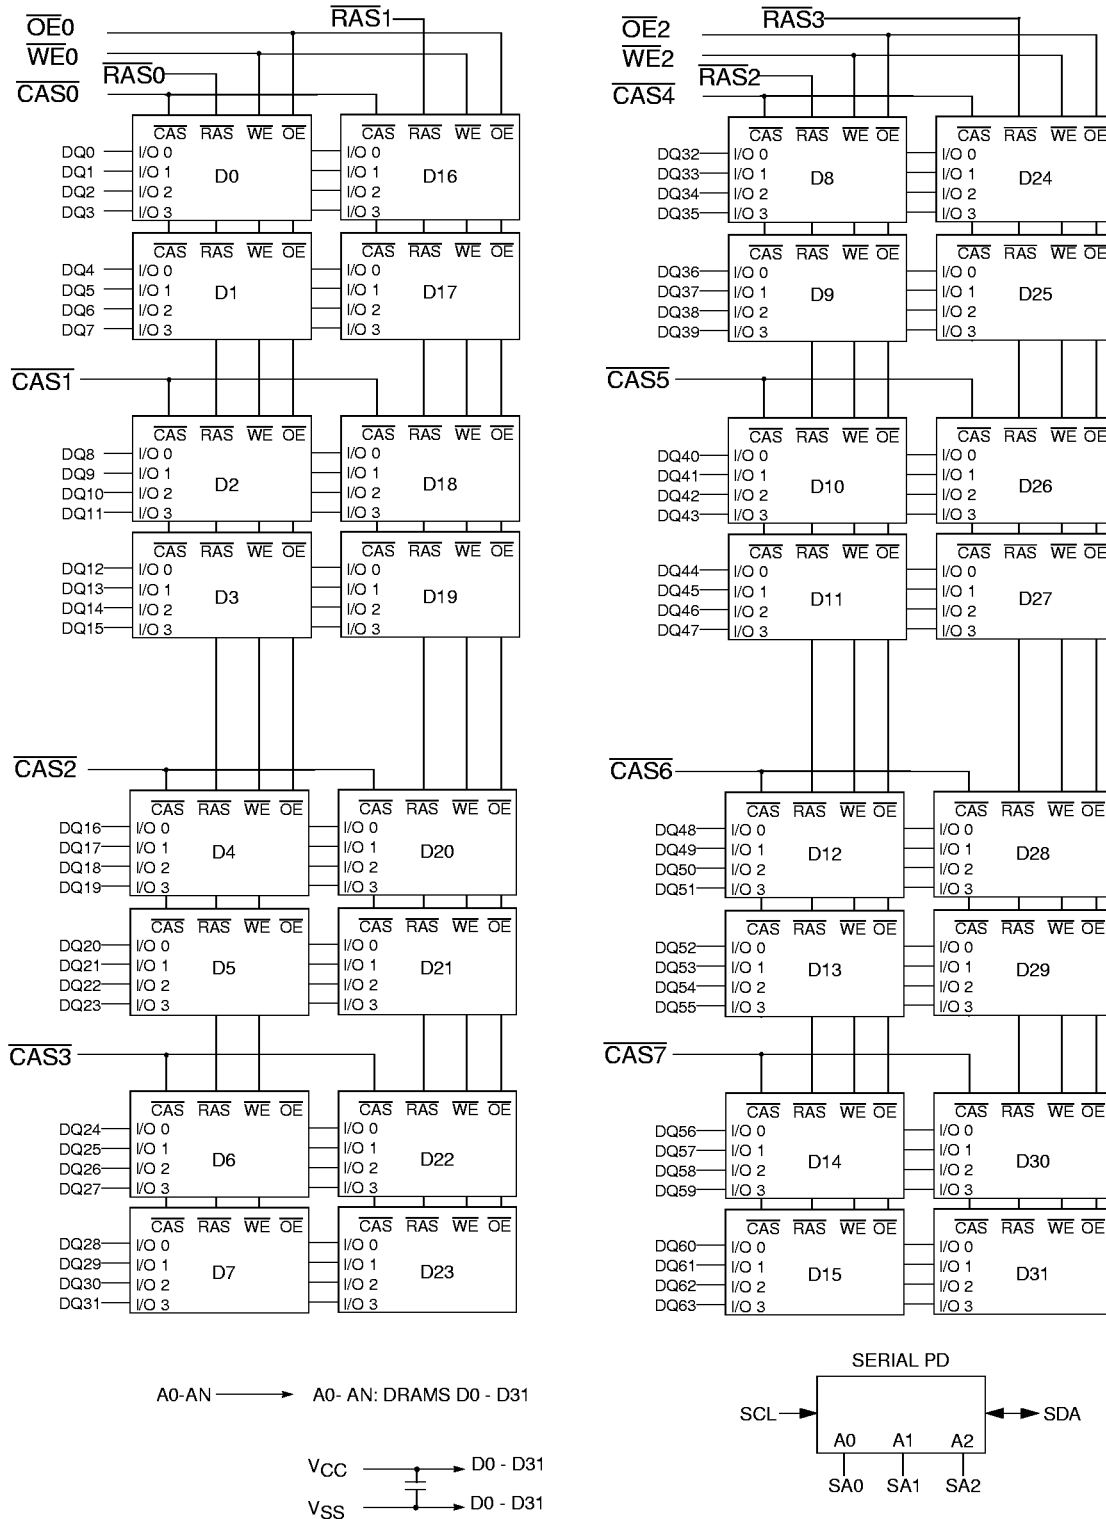 OE0
WE0
RAS0
CAS0
RAS1
CAS RAS WE OE CAS RAS WE OE
DQ0 I/O 0 I/O 0
DQ1 I/O 1 D0 I/O 1 D16
DQ2 I/O 2 I/O 2
DQ3 I/O 3 I/O 3
CAS RAS WE OE CAS RAS WE OE
DQ4 I/O 0 I/O 0
DQ5 I/O 1 D1 I/O 1 D17
DQ6 I/O 2 I/O 2
DQ7 I/O 3 I/O 3
CAS1
CAS RAS WE OE CAS RAS WE OE
DQ8 I/O 0 I/O 0
DQ9 I/O 1 D2 I/O 1 D18
DQ10 I/O 2 I/O 2
DQ11 I/O 3 I/O 3
CAS RAS WE OE CAS RAS WE OE
DQ12 I/O 0 I/O 0
DQ13 I/O 1 D3 I/O 1 D19
DQ14 I/O 2 I/O 2
DQ15 I/O 3 I/O 3
CAS2
CAS RAS WE OE CAS RAS WE OE
DQ16 I/O 0 I/O 0
DQ17 I/O 1 D4 I/O 1 D20
DQ18 I/O 2 I/O 2
DQ19 I/O 3 I/O 3
CAS RAS WE OE CAS RAS WE OE
DQ20 I/O 0 I/O 0
DQ21 I/O 1 D5 I/O 1 D21
DQ22 I/O 2 I/O 2
DQ23 I/O 3 I/O 3
CAS3
CAS RAS WE OE CAS RAS WE OE
DQ24 I/O 0 I/O 0
DQ25 I/O 1 D6 I/O 1 D22
DQ26 I/O 2 I/O 2
DQ27 I/O 3 I/O 3
CAS RAS WE OE CAS RAS WE OE
DQ28 I/O 0 I/O 0
DQ29 I/O 1 D7 I/O 1 D23
DQ30 I/O 2 I/O 2
DQ31 I/O 3 I/O 3
OE2
WE2
RAS2
CAS4
RAS3
CAS RAS WE OE CAS RAS WE OE
DQ32 I/O 0 I/O 0
DQ33 I/O 1 D8 I/O 1 D24
DQ34 I/O 2 I/O 2
DQ35 I/O 3 I/O 3
CAS RAS WE OE CAS RAS WE OE
DQ36 I/O 0 I/O 0
DQ37 I/O 1 D9 I/O 1 D25
DQ38 I/O 2 I/O 2
DQ39 I/O 3 I/O 3
CAS5
CAS RAS WE OE CAS RAS WE OE
DQ40 I/O 0 I/O 0
DQ41 I/O 1 D10 I/O 1 D26
DQ42 I/O 2 I/O 2
DQ43 I/O 3 I/O 3
CAS RAS WE OE CAS RAS WE OE
DQ44 I/O 0 I/O 0
DQ45 I/O 1 D11 I/O 1 D27
DQ46 I/O 2 I/O 2
DQ47 I/O 3 I/O 3
CAS6
CAS RAS WE OE CAS RAS WE OE
DQ48 I/O 0 I/O 0
DQ49 I/O 1 D12 I/O 1 D28
DQ50 I/O 2 I/O 2
DQ51 I/O 3 I/O 3
CAS RAS WE OE CAS RAS WE OE
DQ52 I/O 0 I/O 0
DQ53 I/O 1 D13 I/O 1 D29
DQ54 I/O 2 I/O 2
DQ55 I/O 3 I/O 3
CAS7
CAS RAS WE OE CAS RAS WE OE
DQ56 I/O 0 I/O 0
DQ57 I/O 1 D14 I/O 1 D30
DQ58 I/O 2 I/O 2
DQ59 I/O 3 I/O 3
CAS RAS WE OE CAS RAS WE OE
DQ60 I/O 0 I/O 0
DQ61 I/O 1 D15 I/O 1 D31
DQ62 I/O 2 I/O 2
DQ63 I/O 3 I/O 3
A0-AN A0- AN: DRAMS D0 - D31
VCC D0 - D31
VSS D0 - D31
SERIAL PD
SCL SDA
A0 A1 A2
SA0 SA1 SA2